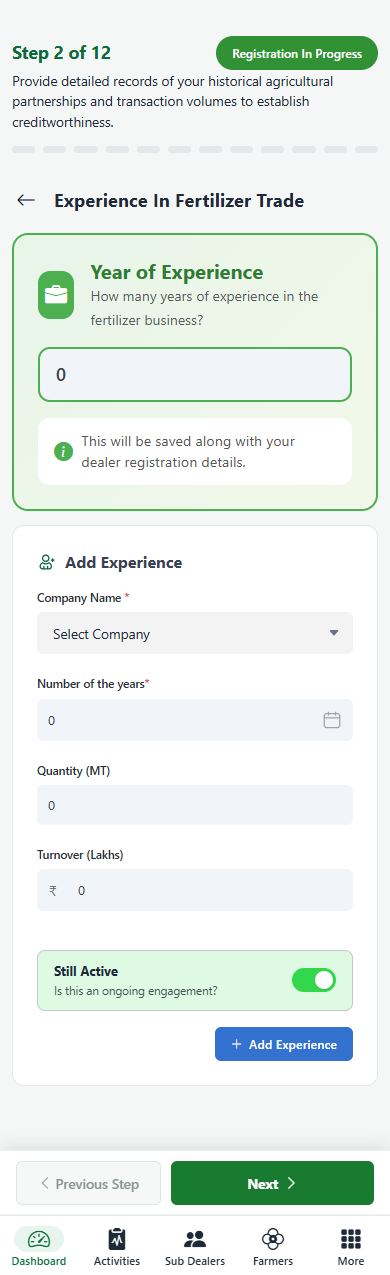 Step 2 of 12
Registration In Progress
Provide detailed records of your historical agricultural
partnerships and transaction volumes to establish
creditworthiness.
Experience In Fertilizer Trade
Year of Experience
How many years of experience in the
fertilizer business?
0
This will be saved along with your
dealer registration details.
Add Experience
Company Name *
Select Company
Number of the years*
0
Quantity (MT)
0
Turnover (Lakhs)
₹ 0
Still Active
Is this an ongoing engagement?
+ Add Experience
Previous Step
Next
Dashboard
Activities
Sub Dealers
Farmers
More